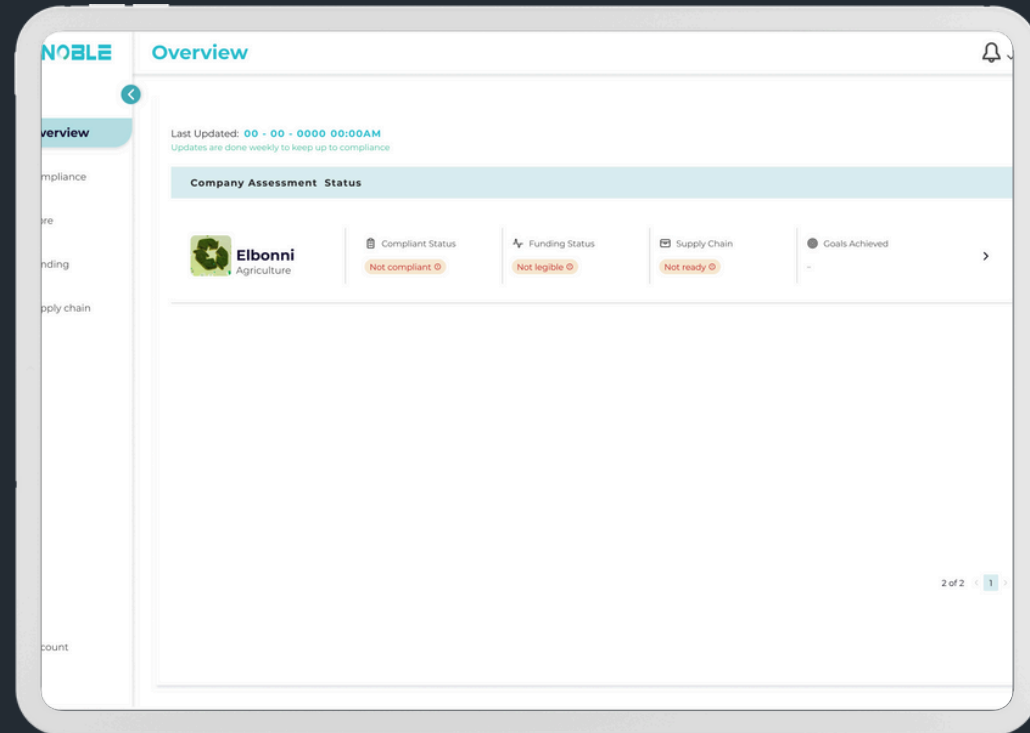 NOBLE
Overview
verview
mpliance
ore
nding
pply chain
count
Last Updated: 00 - 00 - 0000 00:00AM
Updates are done weekly to keep up to compliance
Company Assessment Status
Elbonni
Agriculture
Compliant Status
Not compliant
Funding Status
Not legible
Supply Chain
Not ready
Goals Achieved
-
2 of 2
1